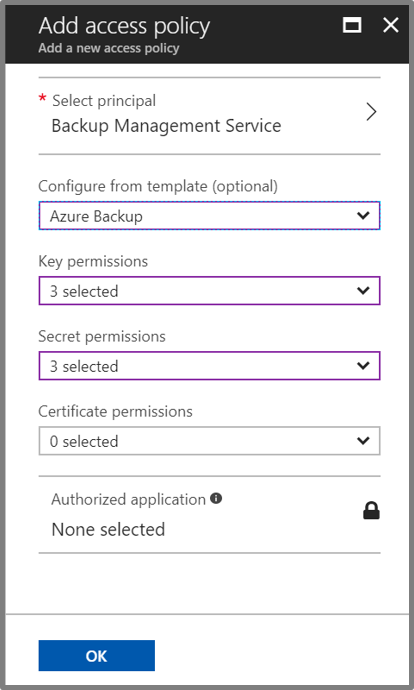 Add access policy
Add a new access policy
* Select principal
Backup Management Service
Configure from template (optional)
Azure Backup
Key permissions
3 selected
Secret permissions
3 selected
Certificate permissions
0 selected
Authorized application
None selected
OK